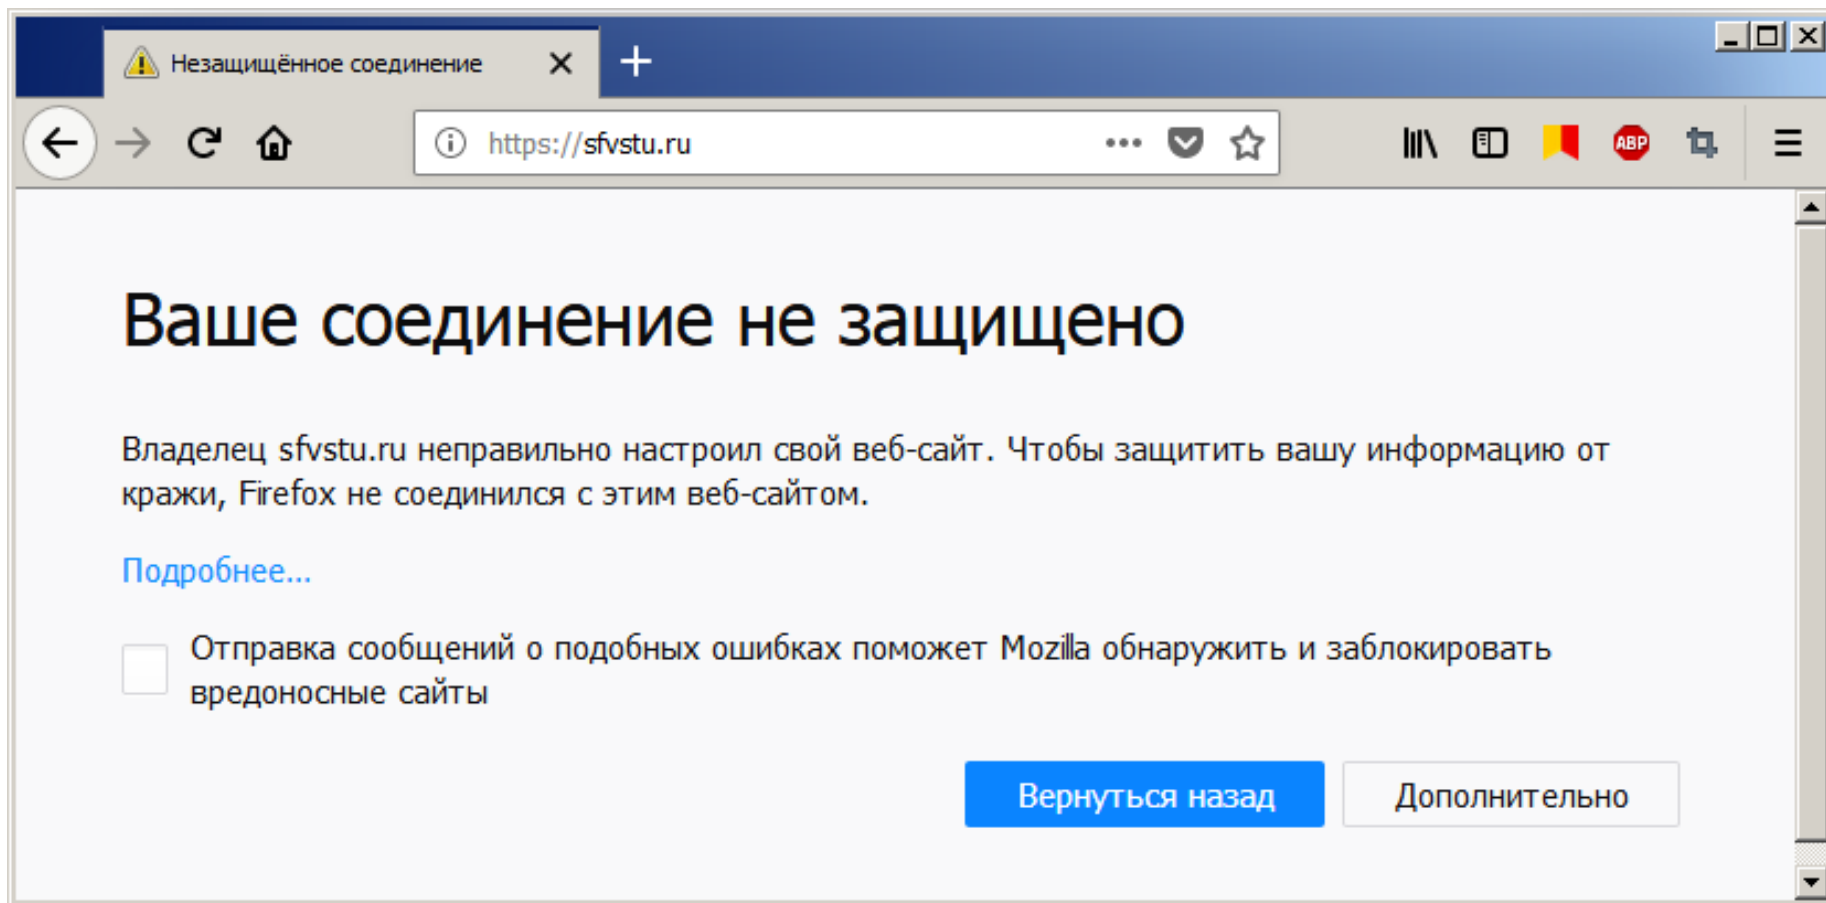 Незащищённое соединение
https://sfvstu.ru
ABP
Ваше соединение не защищено
Владелец sfvstu.ru неправильно настроил свой веб-сайт. Чтобы защитить вашу информацию от
кражи, Firefox не соединился с этим веб-сайтом.
Подробнее...
Отправка сообщений о подобных ошибках поможет Mozilla обнаружить и заблокировать
вредоносные сайты
Вернуться назад
Дополнительно